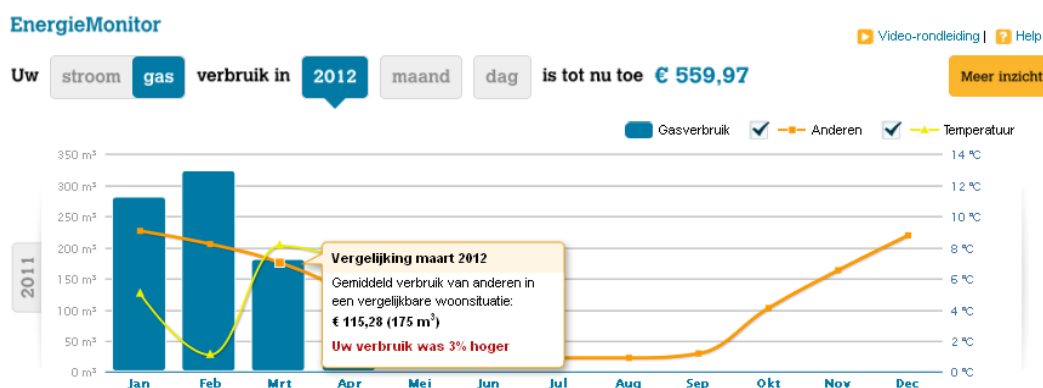 EnergieMonitor
Video-rondleiding | ? Help
Uw stroom gas verbruik in 2012 maand dag is tot nu toe € 559,97
Meer inzicht
Gasverbruik Anderen Temperatuur
350 m³ 14 °C
300 m³ 12 °C
250 m³ 10 °C
200 m³ 8 °C
150 m³ 6 °C
100 m³ 4 °C
50 m³ 2 °C
0 m³ 0 °C
2011
Vergelijking maart 2012
Gemiddeld verbruik van anderen in
een vergelijkbare woonsituatie:
€ 115,28 (175 m³)
Uw verbruik was 3% hoger
Jan Feb Mrt Apr Mei Jun Jul Aug Sep Okt Nov Dec